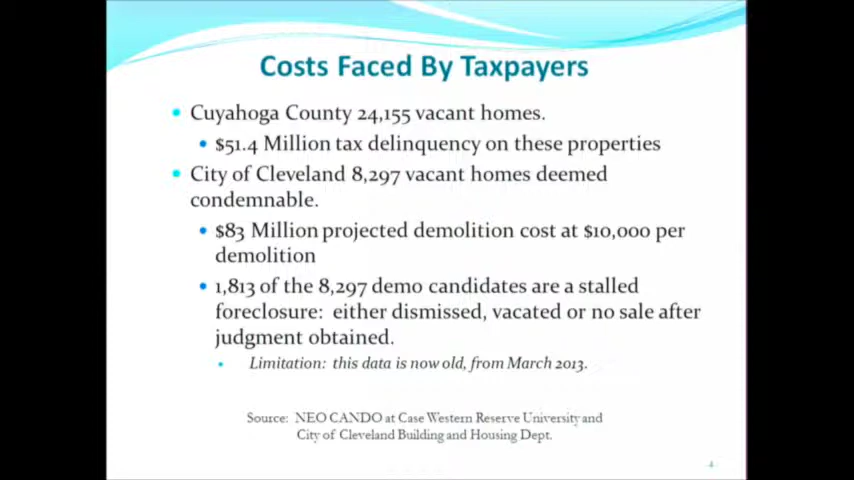 Costs Faced By Taxpayers
• Cuyahoga County 24,155 vacant homes.
• $51.4 Million tax delinquency on these properties
• City of Cleveland 8,297 vacant homes deemed
condemnable.
• $83 Million projected demolition cost at $10,000 per
demolition
• 1,813 of the 8,297 demo candidates are a stalled
foreclosure: either dismissed, vacated or no sale after
judgment obtained.
• Limitation: this data is now old, from March 2013.
Source: NEO CANDO at Case Western Reserve University and
City of Cleveland Building and Housing Dept.
4